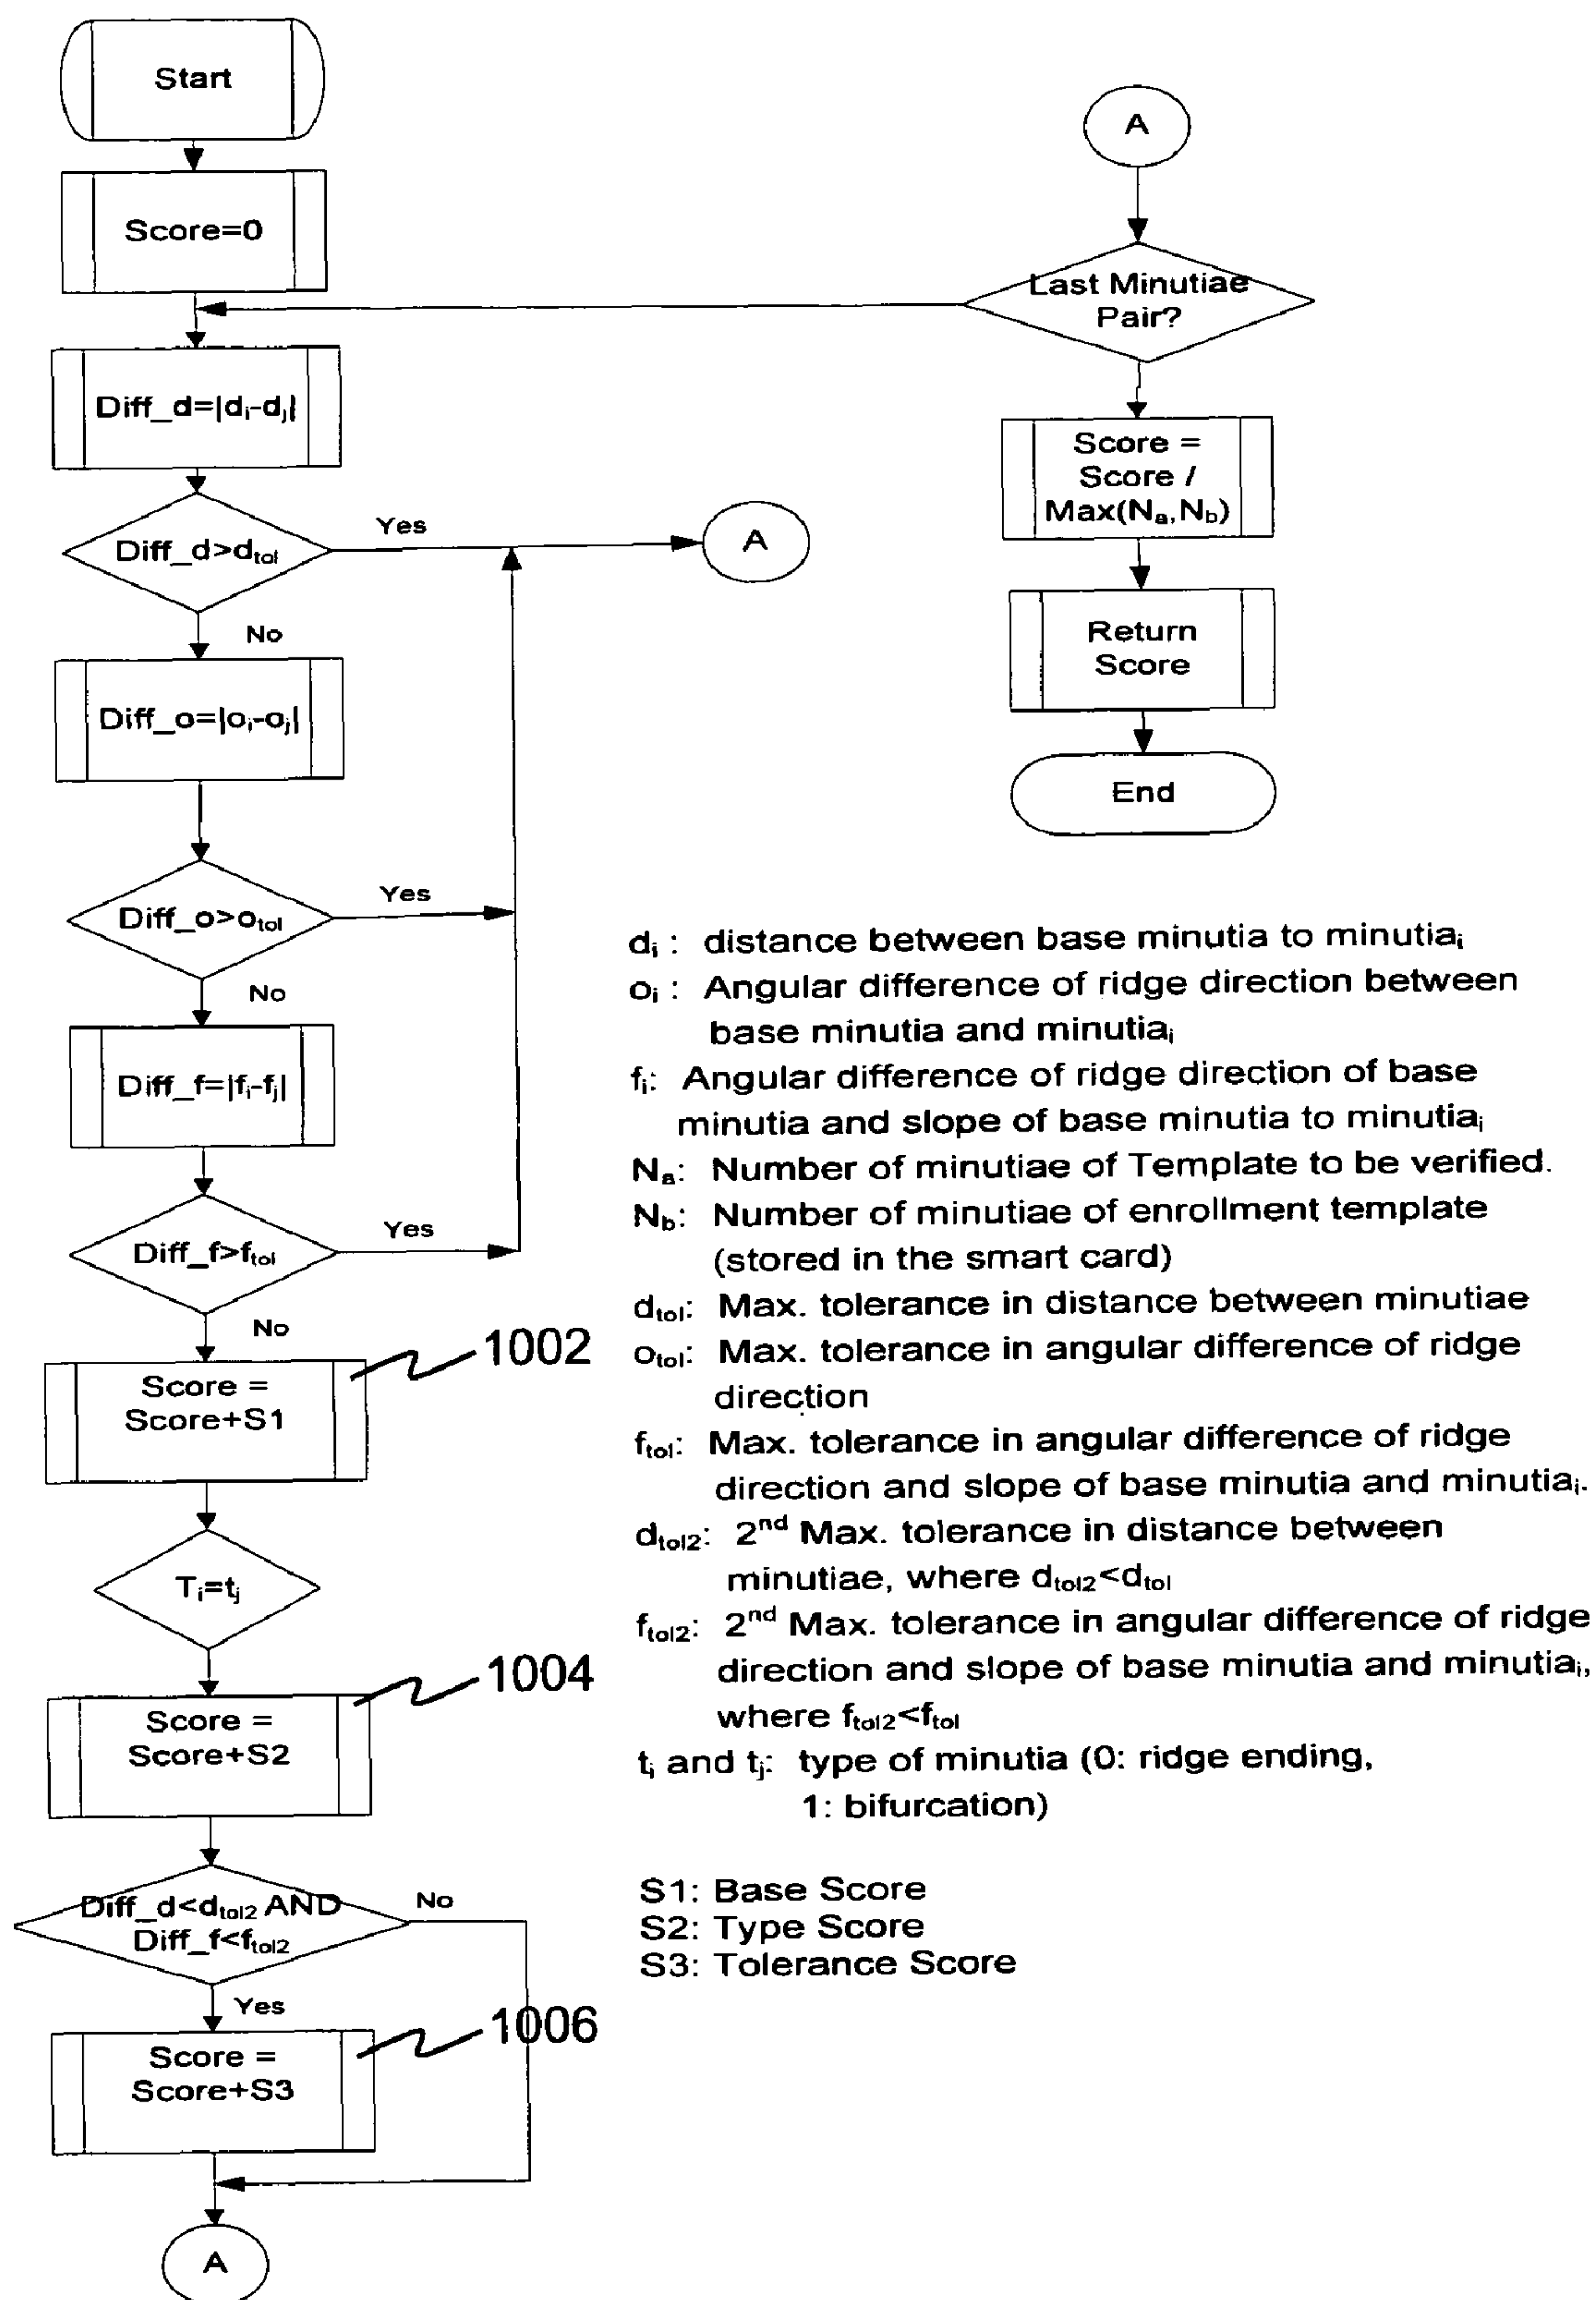 Start
Score=0
Diff_d=|dᵢ-dⱼ|
Diff_d>dtol
Yes
A
No
Diff_o=|oᵢ-oⱼ|
Diff_o>otol
Yes
No
Diff_f=|fᵢ-fⱼ|
Diff_f>ftol
Yes
No
1002
Score =
Score+S1
Tᵢ=tⱼ
1004
Score =
Score+S2
Diff_d<dtol2 AND
Diff_f<ftol2
No
Yes
1006
Score =
Score+S3
A
A
Last Minutiae
Pair?
Score =
Score /
Max(Nₐ,Nb)
Return
Score
End
dᵢ : distance between base minutia to minutiaᵢ
oᵢ : Angular difference of ridge direction between
base minutia and minutiaᵢ
fᵢ: Angular difference of ridge direction of base
minutia and slope of base minutia to minutiaᵢ
Nₐ: Number of minutiae of Template to be verified.
Nb: Number of minutiae of enrollment template
(stored in the smart card)
dtol: Max. tolerance in distance between minutiae
otol: Max. tolerance in angular difference of ridge
direction
ftol: Max. tolerance in angular difference of ridge
direction and slope of base minutia and minutiaᵢ.
dtol2: 2nd Max. tolerance in distance between
minutiae, where dtol2<dtol
ftol2: 2nd Max. tolerance in angular difference of ridge
direction and slope of base minutia and minutiaᵢ,
where ftol2<ftol
tᵢ and tⱼ: type of minutia (0: ridge ending,
1: bifurcation)
S1: Base Score
S2: Type Score
S3: Tolerance Score